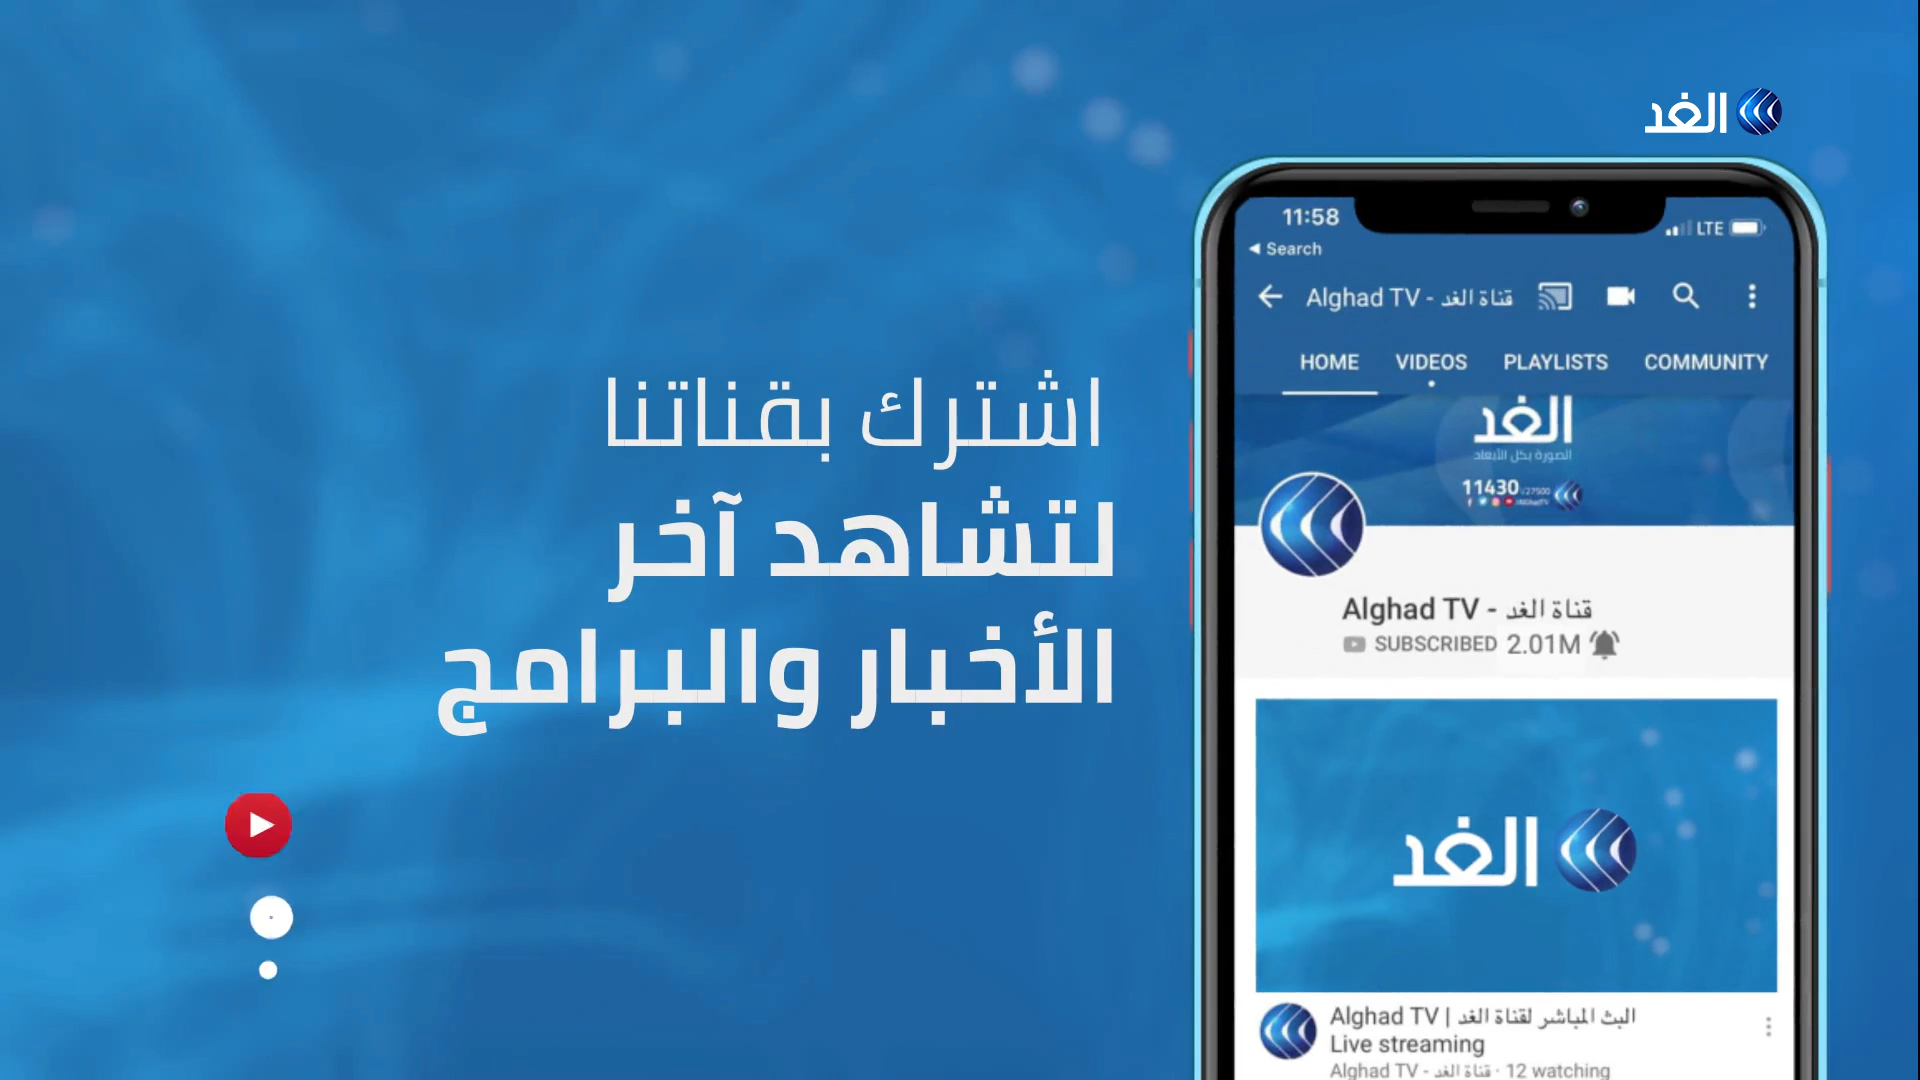 الغد
اشترك بقناتنا
لتشاهد آخر
الأخبار والبرامج
11:58
LTE
Search
Alghad TV - قناة الغد
HOME VIDEOS PLAYLISTS COMMUNITY
الغد
الصورة بكل الأبعاد
11430 27500
Alghad TV - قناة الغد
SUBSCRIBED 2.01M
الغد
Alghad TV | البث المباشر لقناة الغد
Live streaming
Alghad TV - قناة الغد · 12 watching